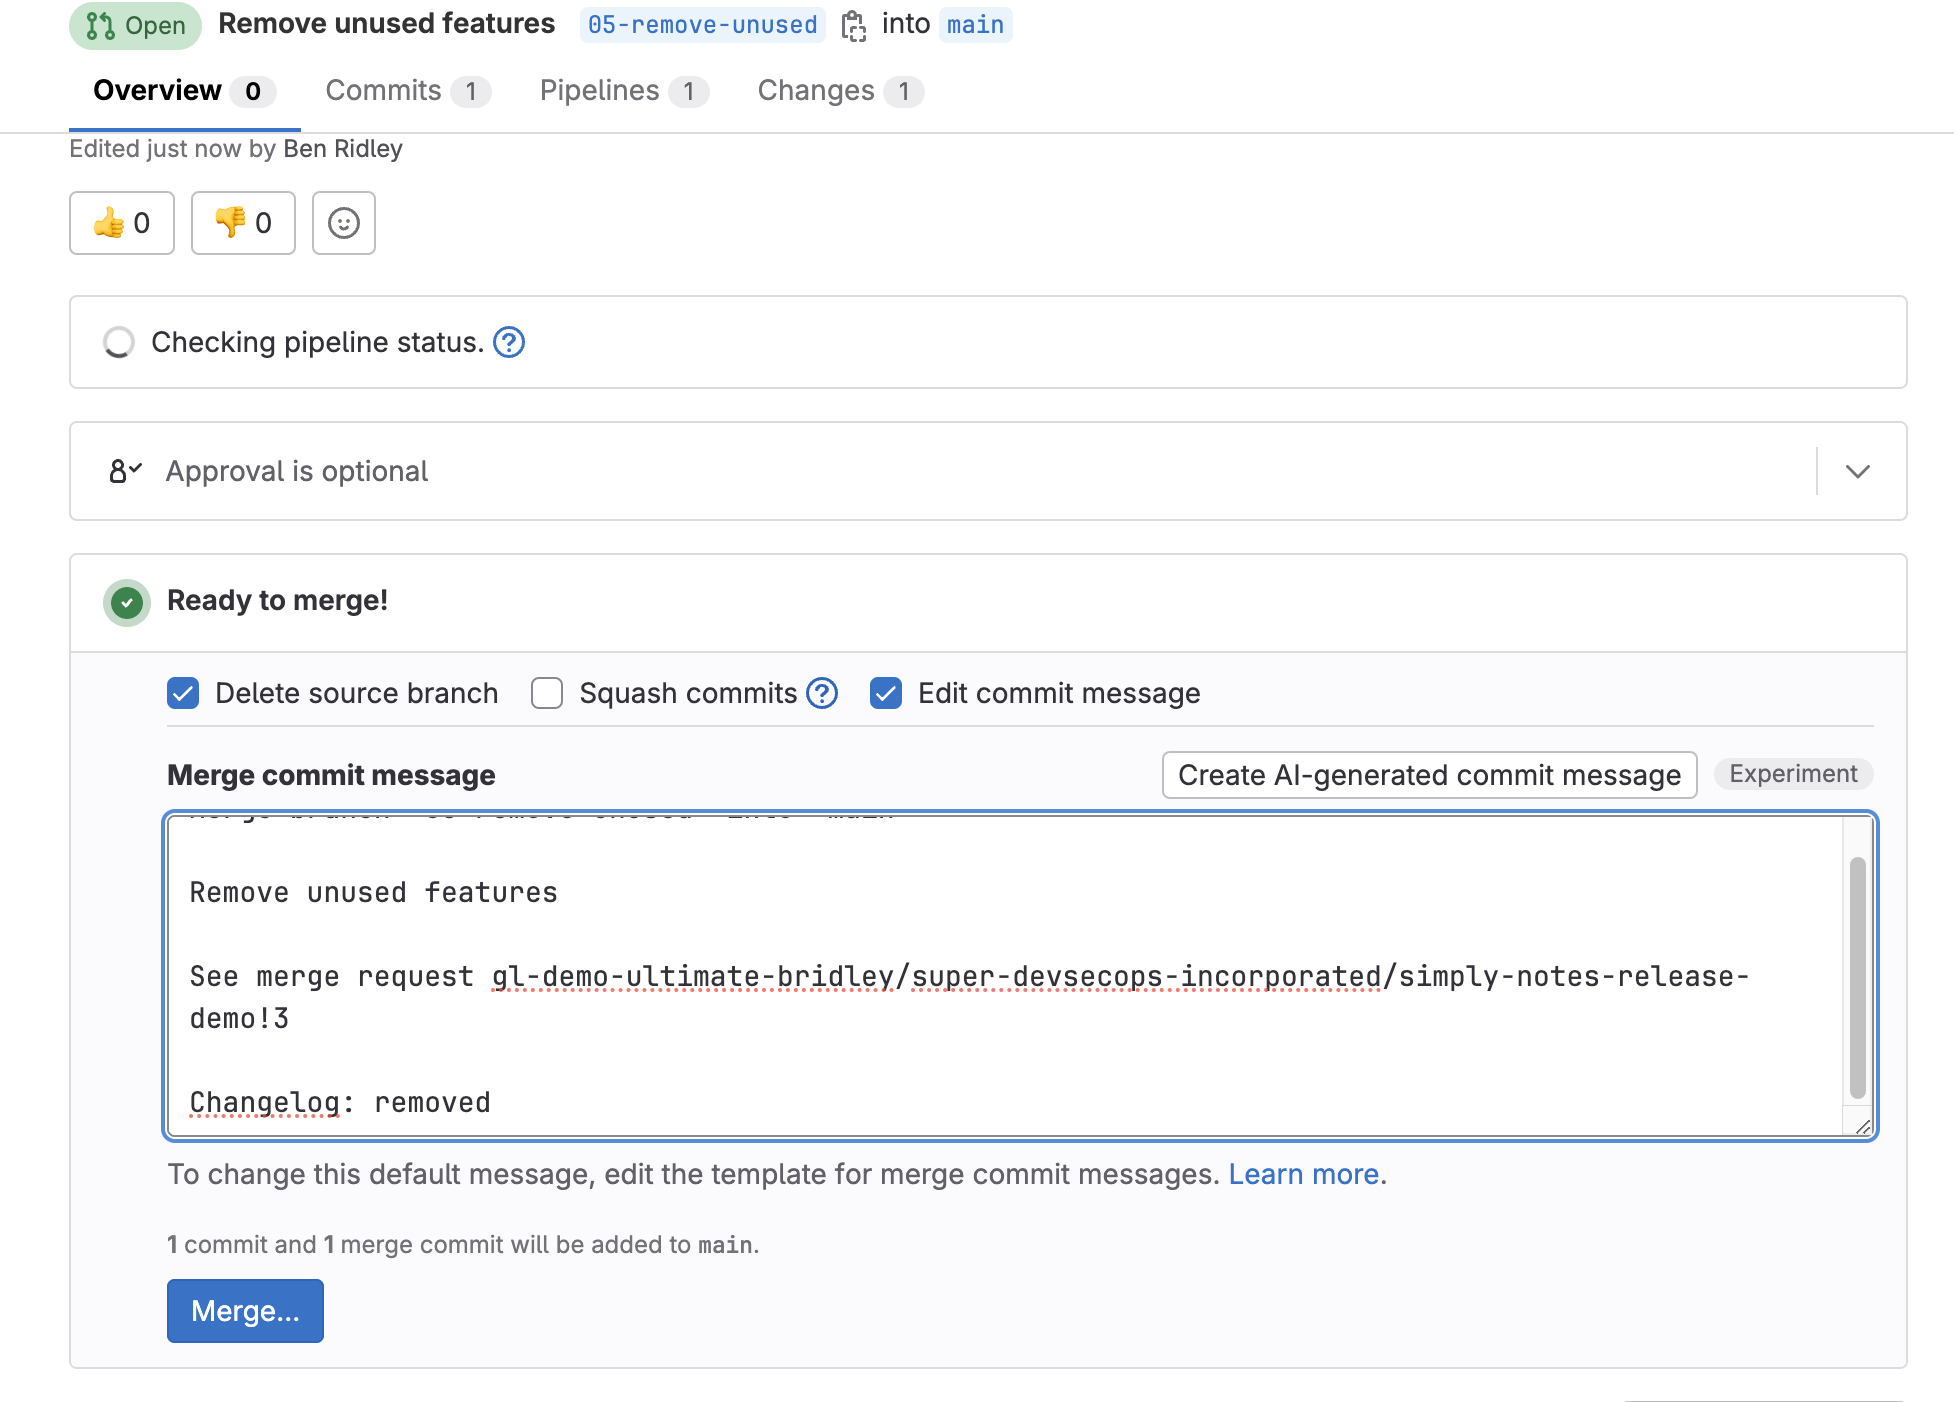 Open Remove unused features 05-remove-unused into main
Overview 0 Commits 1 Pipelines 1 Changes 1
Edited just now by Ben Ridley
👍 0 👎 0
Checking pipeline status.
Approval is optional
Ready to merge!
Delete source branch Squash commits Edit commit message
Merge commit message Create AI-generated commit message Experiment
Remove unused features
See merge request gl-demo-ultimate-bridley/super-devsecops-incorporated/simply-notes-release-
demo!3
Changelog: removed
To change this default message, edit the template for merge commit messages. Learn more.
1 commit and 1 merge commit will be added to main.
Merge...